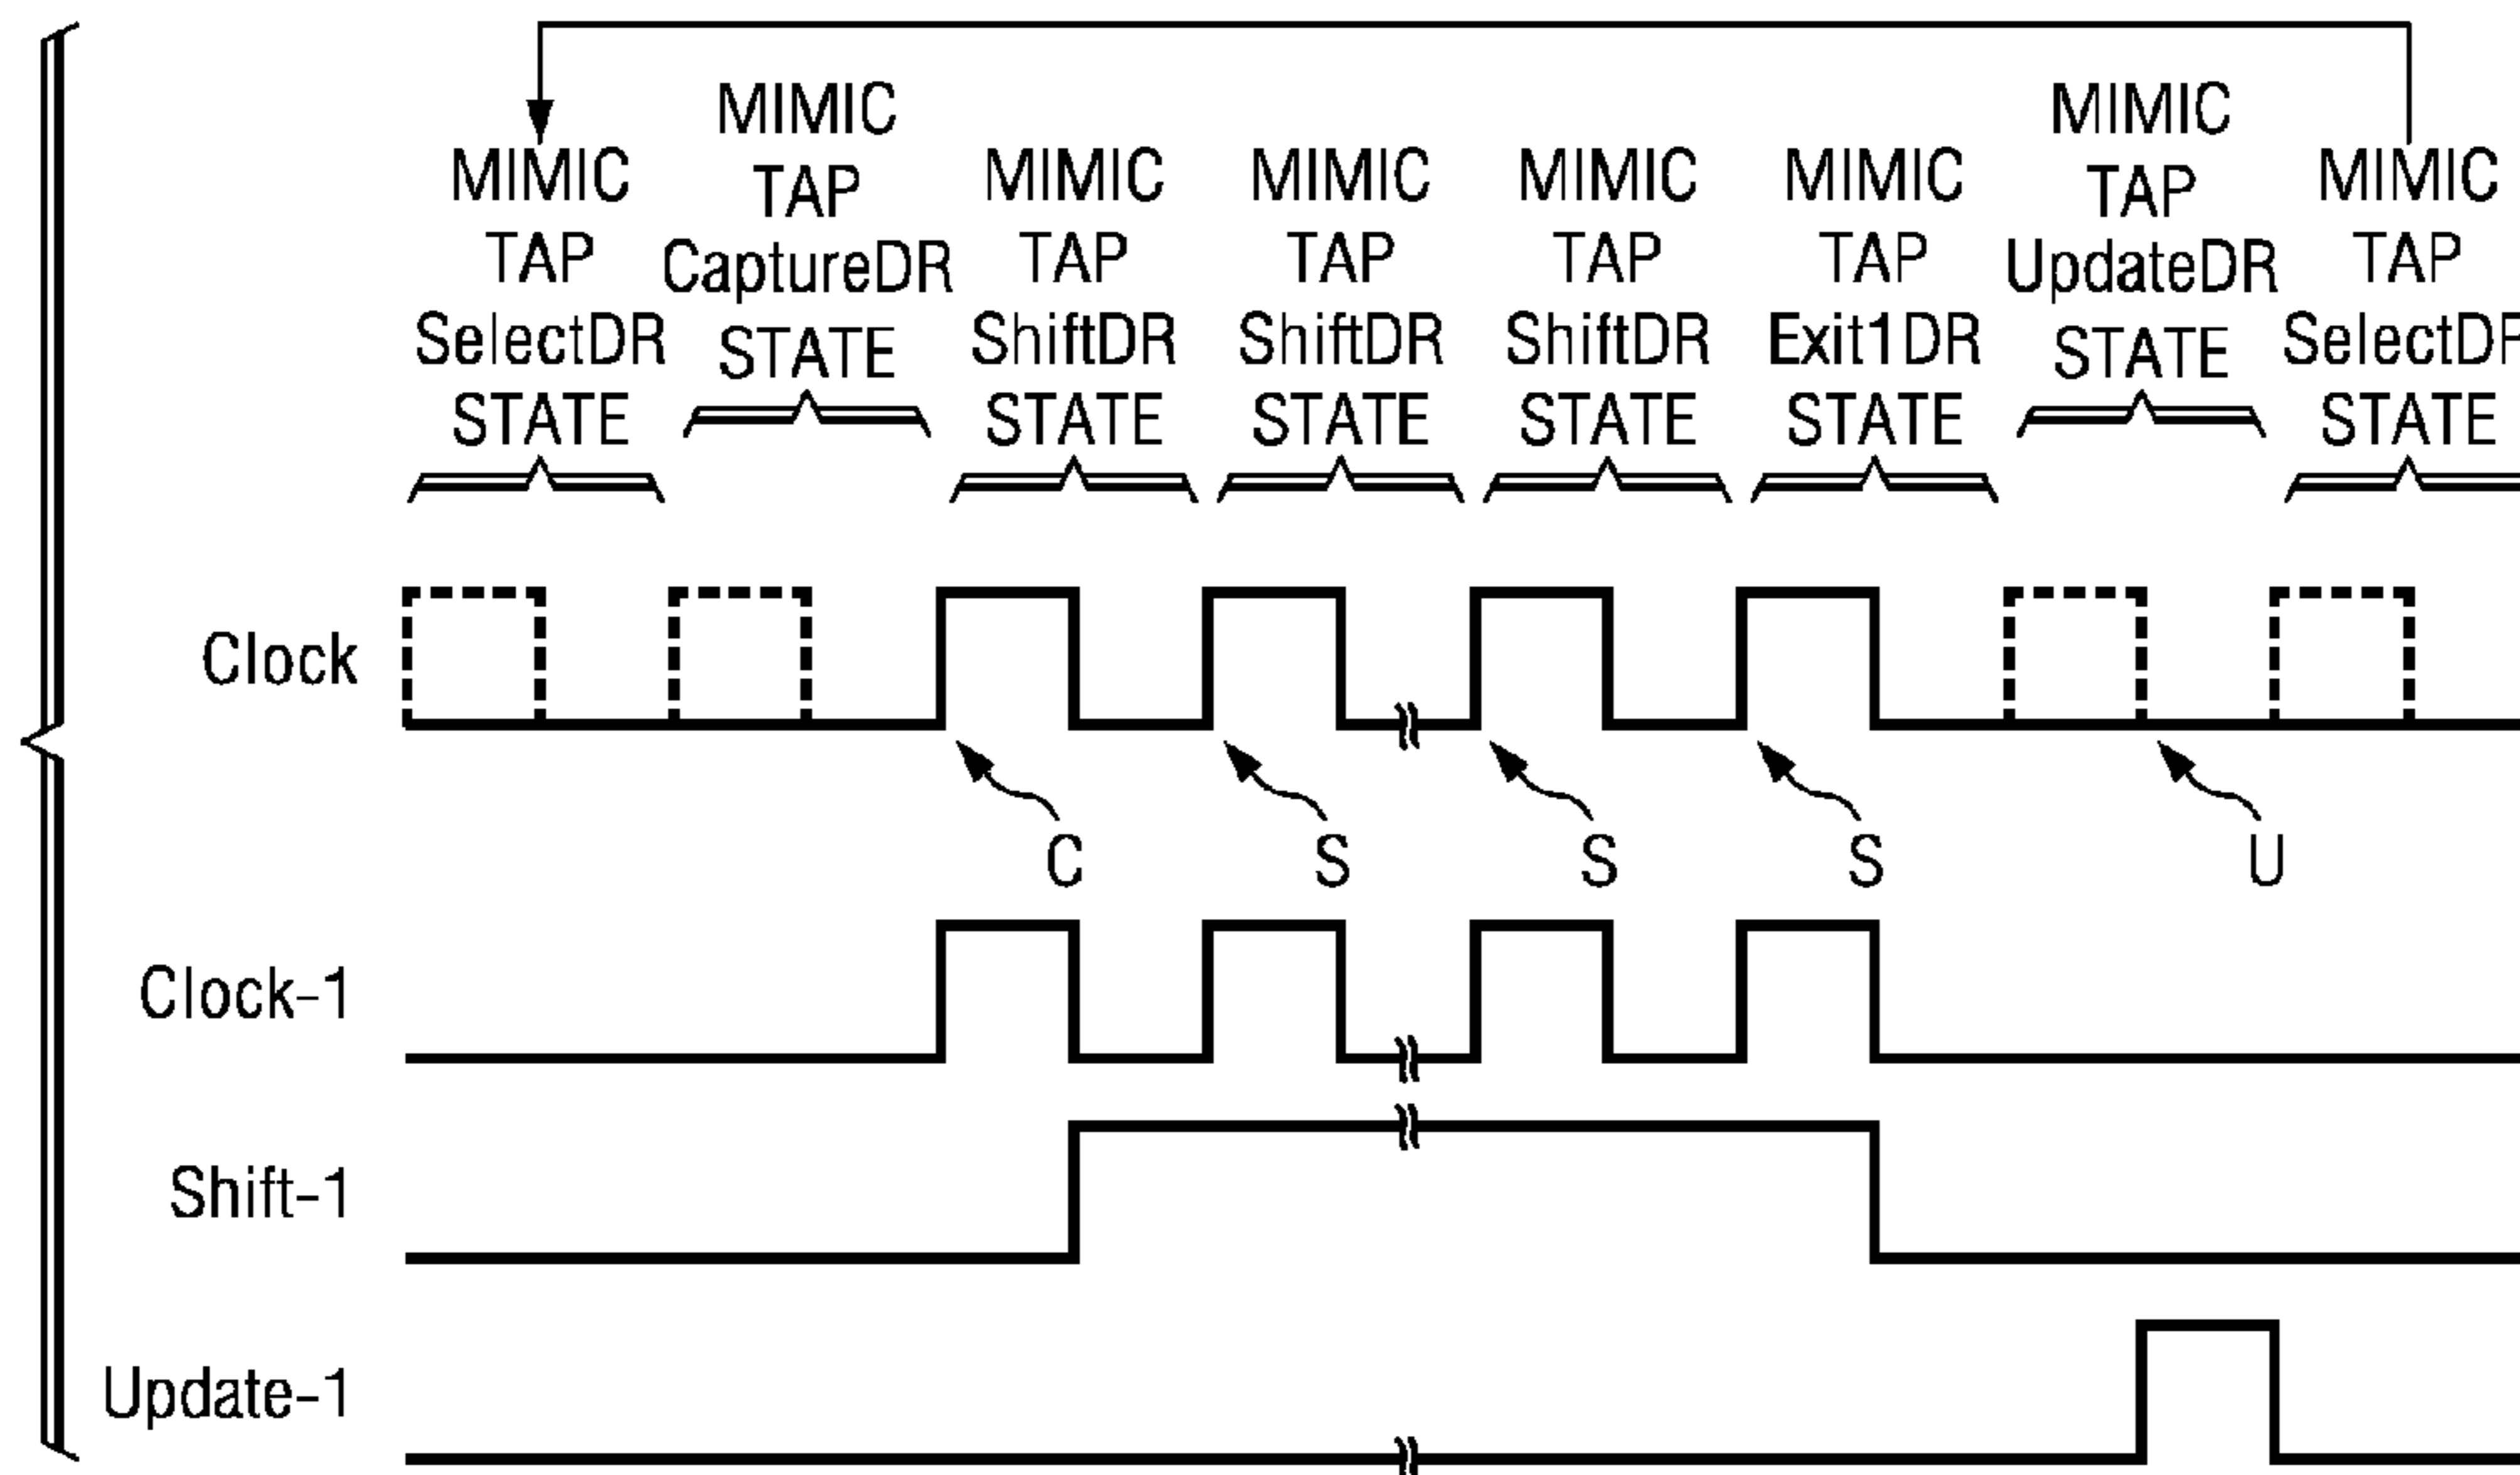 MIMIC
TAP
SelectDR
STATE
MIMIC
TAP
CaptureDR
STATE
MIMIC
TAP
ShiftDR
STATE
MIMIC
TAP
ShiftDR
STATE
MIMIC
TAP
ShiftDR
STATE
MIMIC
TAP
Exit1DR
STATE
MIMIC
TAP
UpdateDR
STATE
MIMIC
TAP
SelectDR
STATE
Clock
C
S
S
S
U
Clock-1
Shift-1
Update-1